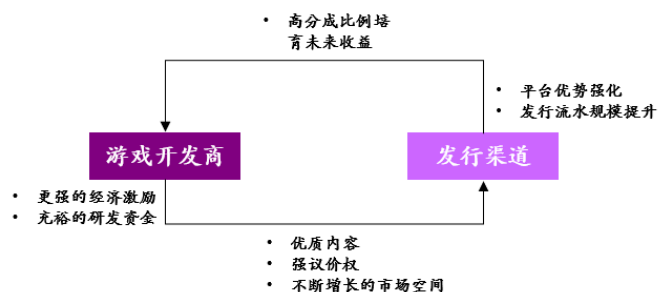 • 高分成比例培
育未来收益
• 平台优势强化
• 发行流水规模提升
游戏开发商
发行渠道
• 更强的经济激励
• 充裕的研发资金
• 优质内容
• 强议价权
• 不断增长的市场空间